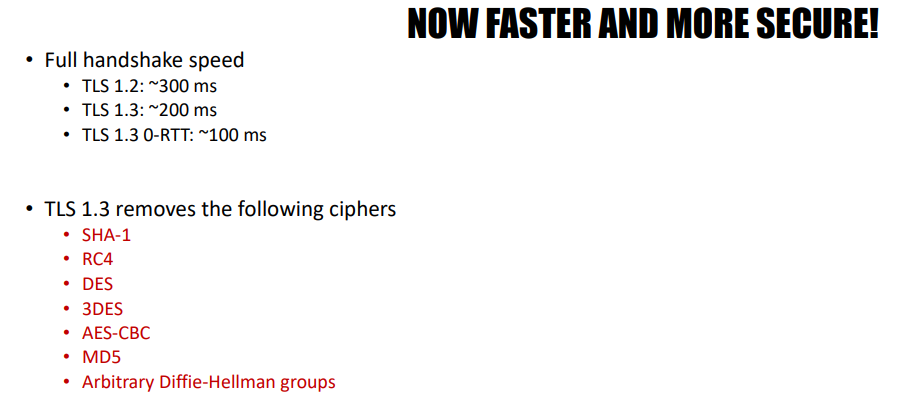 NOW FASTER AND MORE SECURE!
• Full handshake speed
• TLS 1.2: ~300 ms
• TLS 1.3: ~200 ms
• TLS 1.3 0-RTT: ~100 ms
• TLS 1.3 removes the following ciphers
• SHA-1
• RC4
• DES
• 3DES
• AES-CBC
• MD5
• Arbitrary Diffie-Hellman groups